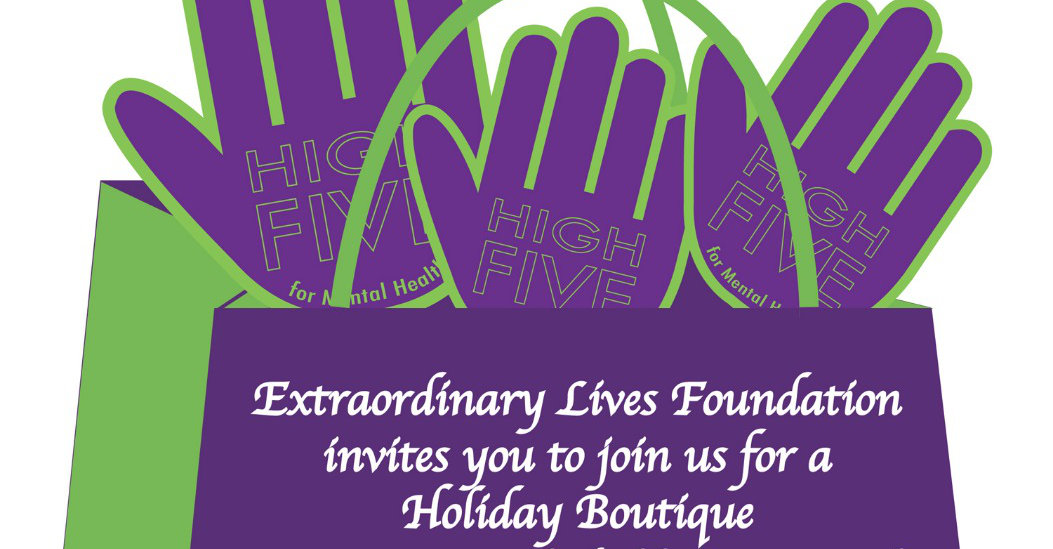 HIGH
FIVE
for Mental Health
HIGH
FIVE
HIGH
FIVE
for Mental
Extraordinary Lives Foundation
invites you to join us for a
Holiday Boutique